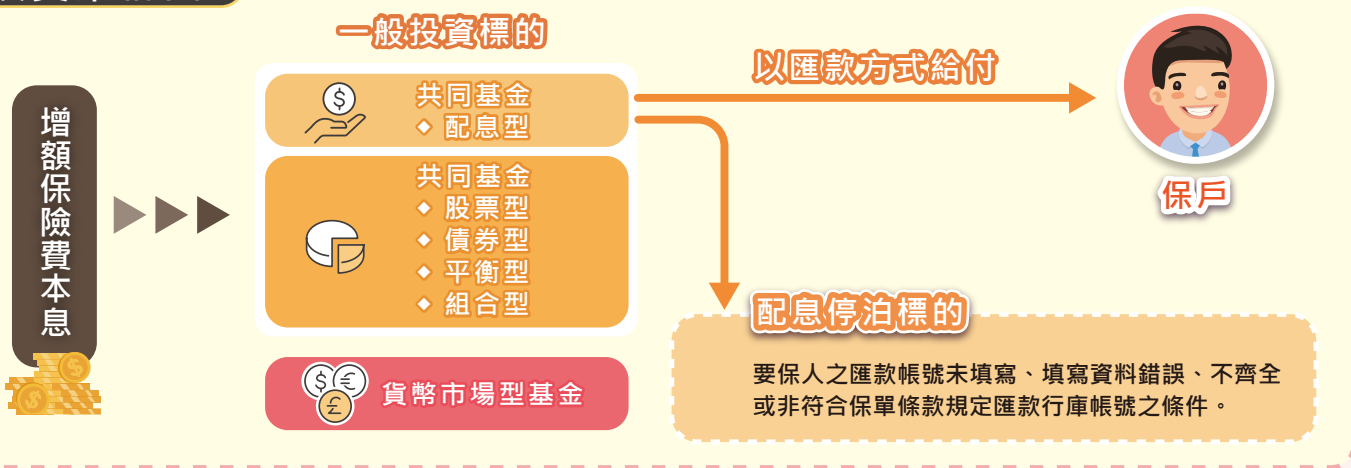 增額保險費本息
一般投資標的
共同基金
◆ 配息型
共同基金
◆ 股票型
◆ 債券型
◆ 平衡型
◆ 組合型
貨幣市場型基金
以匯款方式給付
保戶
配息停泊標的
要保人之匯款帳號未填寫、填寫資料錯誤、不齊全
或非符合保單條款規定匯款行庫帳號之條件。